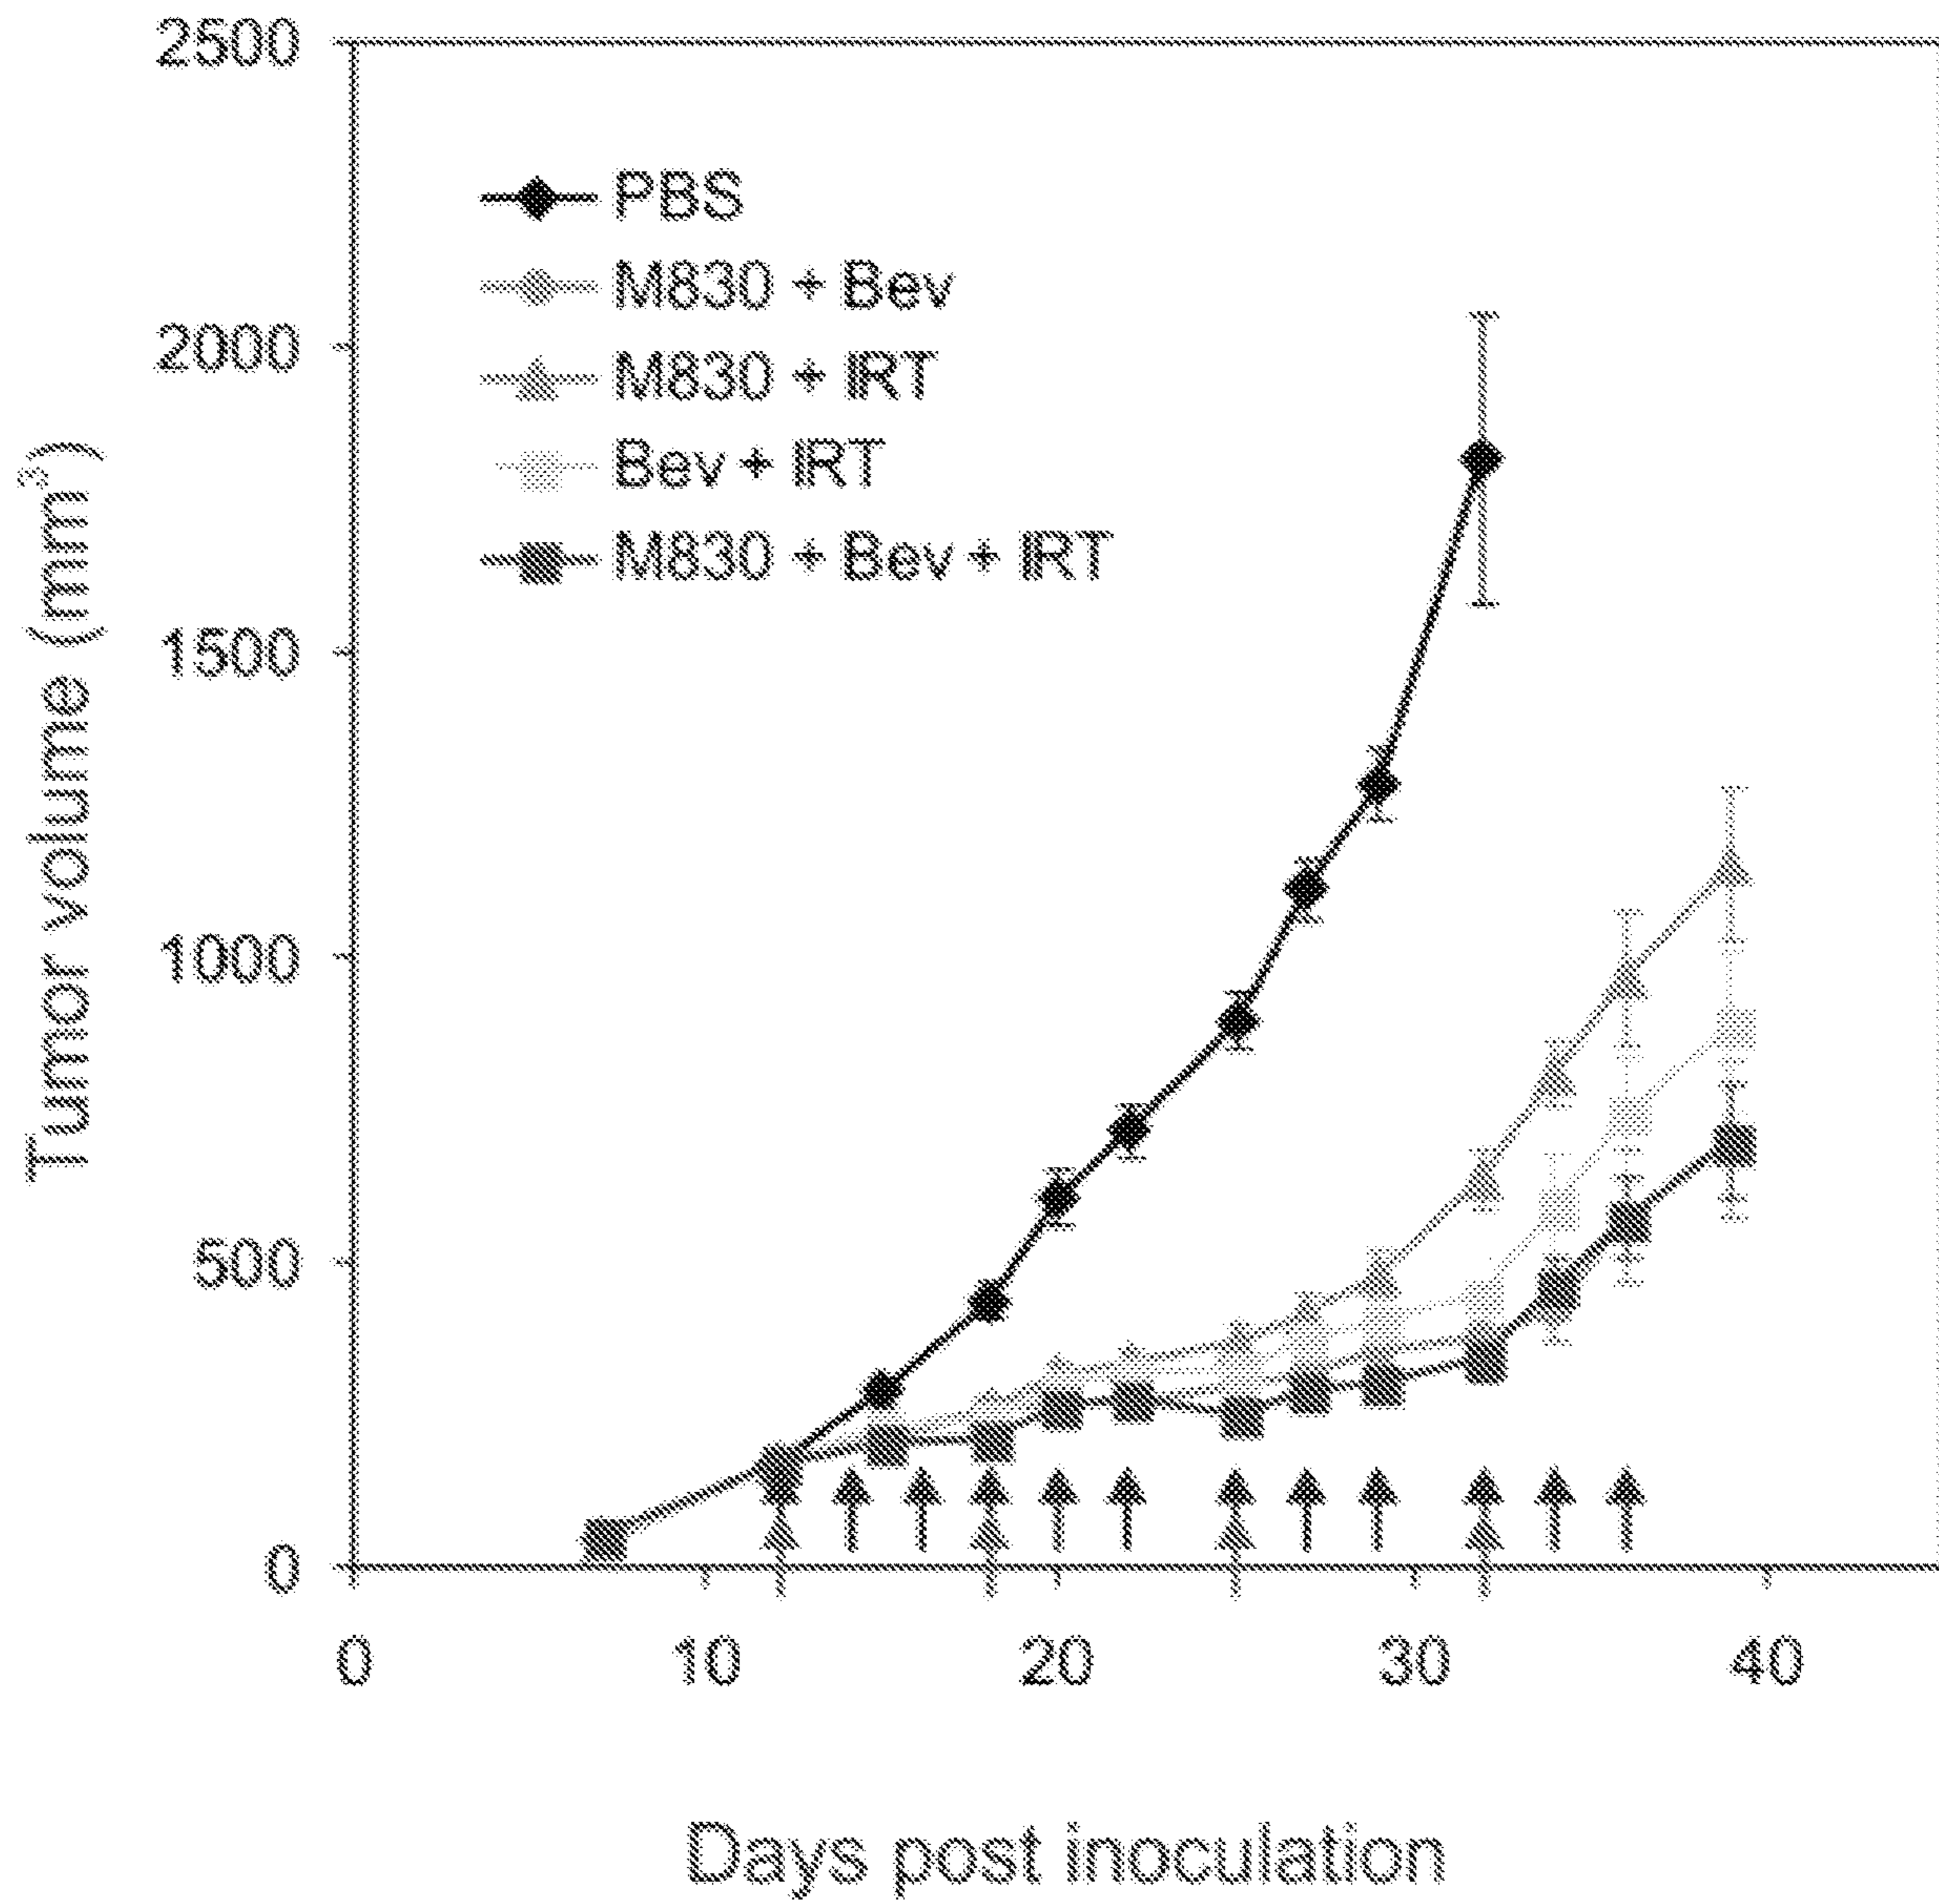 2500
2000
1500
1000
500
0
Tumor volume (mm³)
PBS
M830 + Bev
M830 + IRT
Bev + IRT
M830 + Bev + IRT
0 10 20 30 40
Days post inoculation